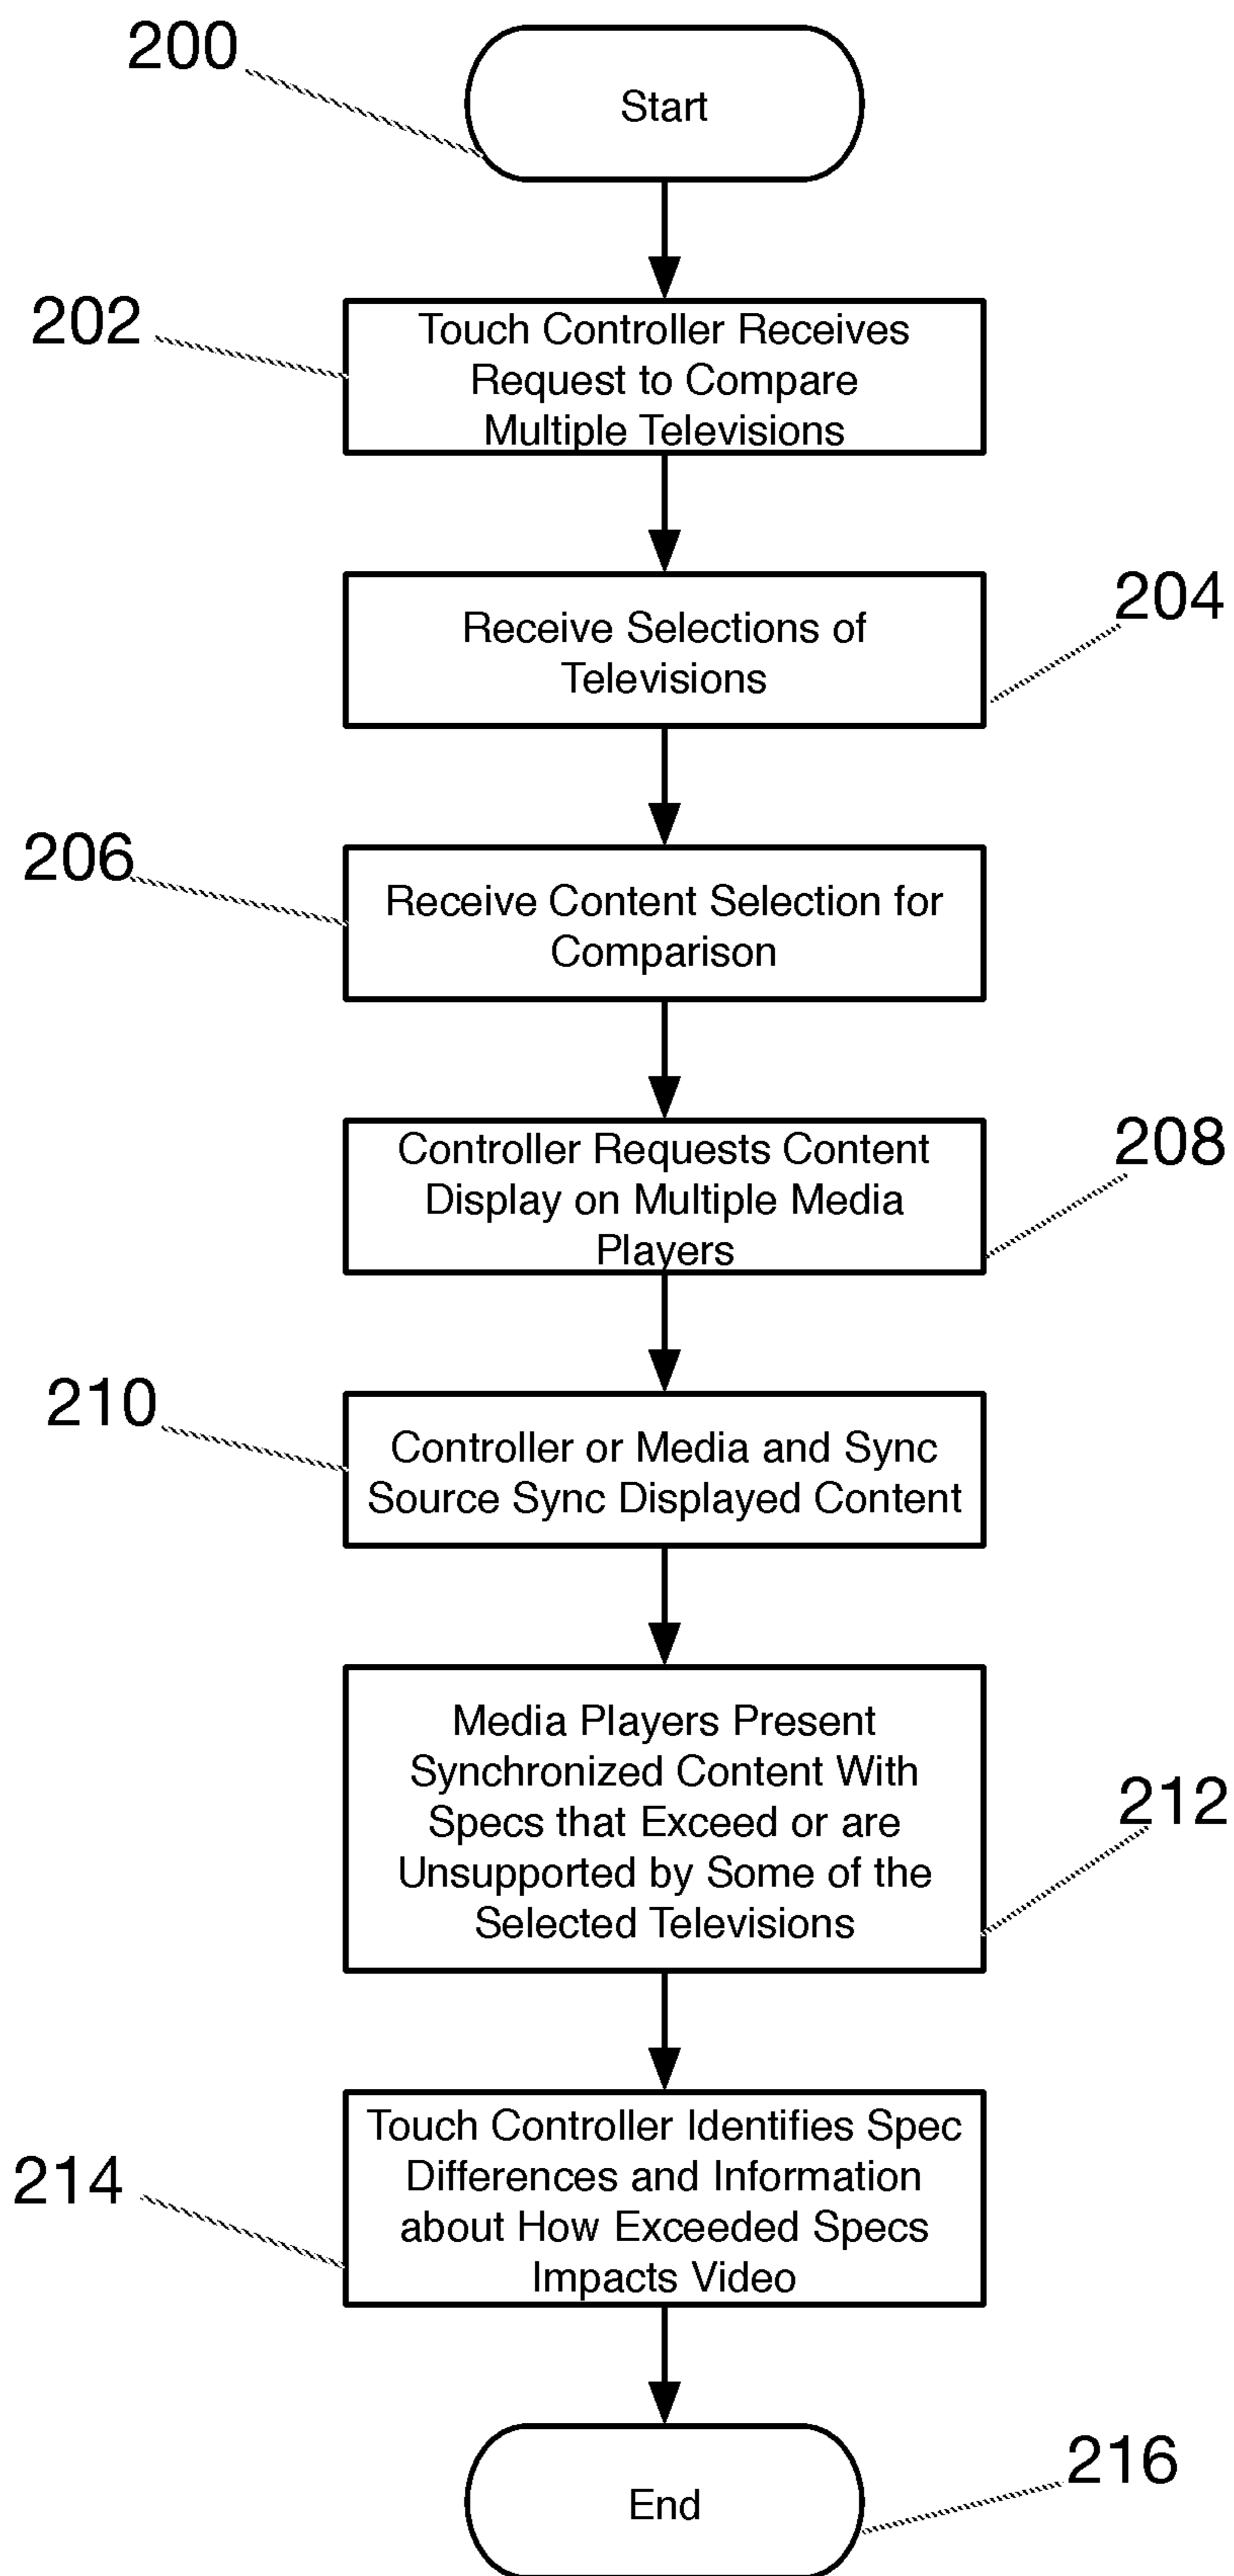 200
Start
202
Touch Controller Receives
Request to Compare
Multiple Televisions
204
Receive Selections of
Televisions
206
Receive Content Selection for
Comparison
208
Controller Requests Content
Display on Multiple Media
Players
210
Controller or Media and Sync
Source Sync Displayed Content
212
Media Players Present
Synchronized Content With
Specs that Exceed or are
Unsupported by Some of the
Selected Televisions
214
Touch Controller Identifies Spec
Differences and Information
about How Exceeded Specs
Impacts Video
216
End